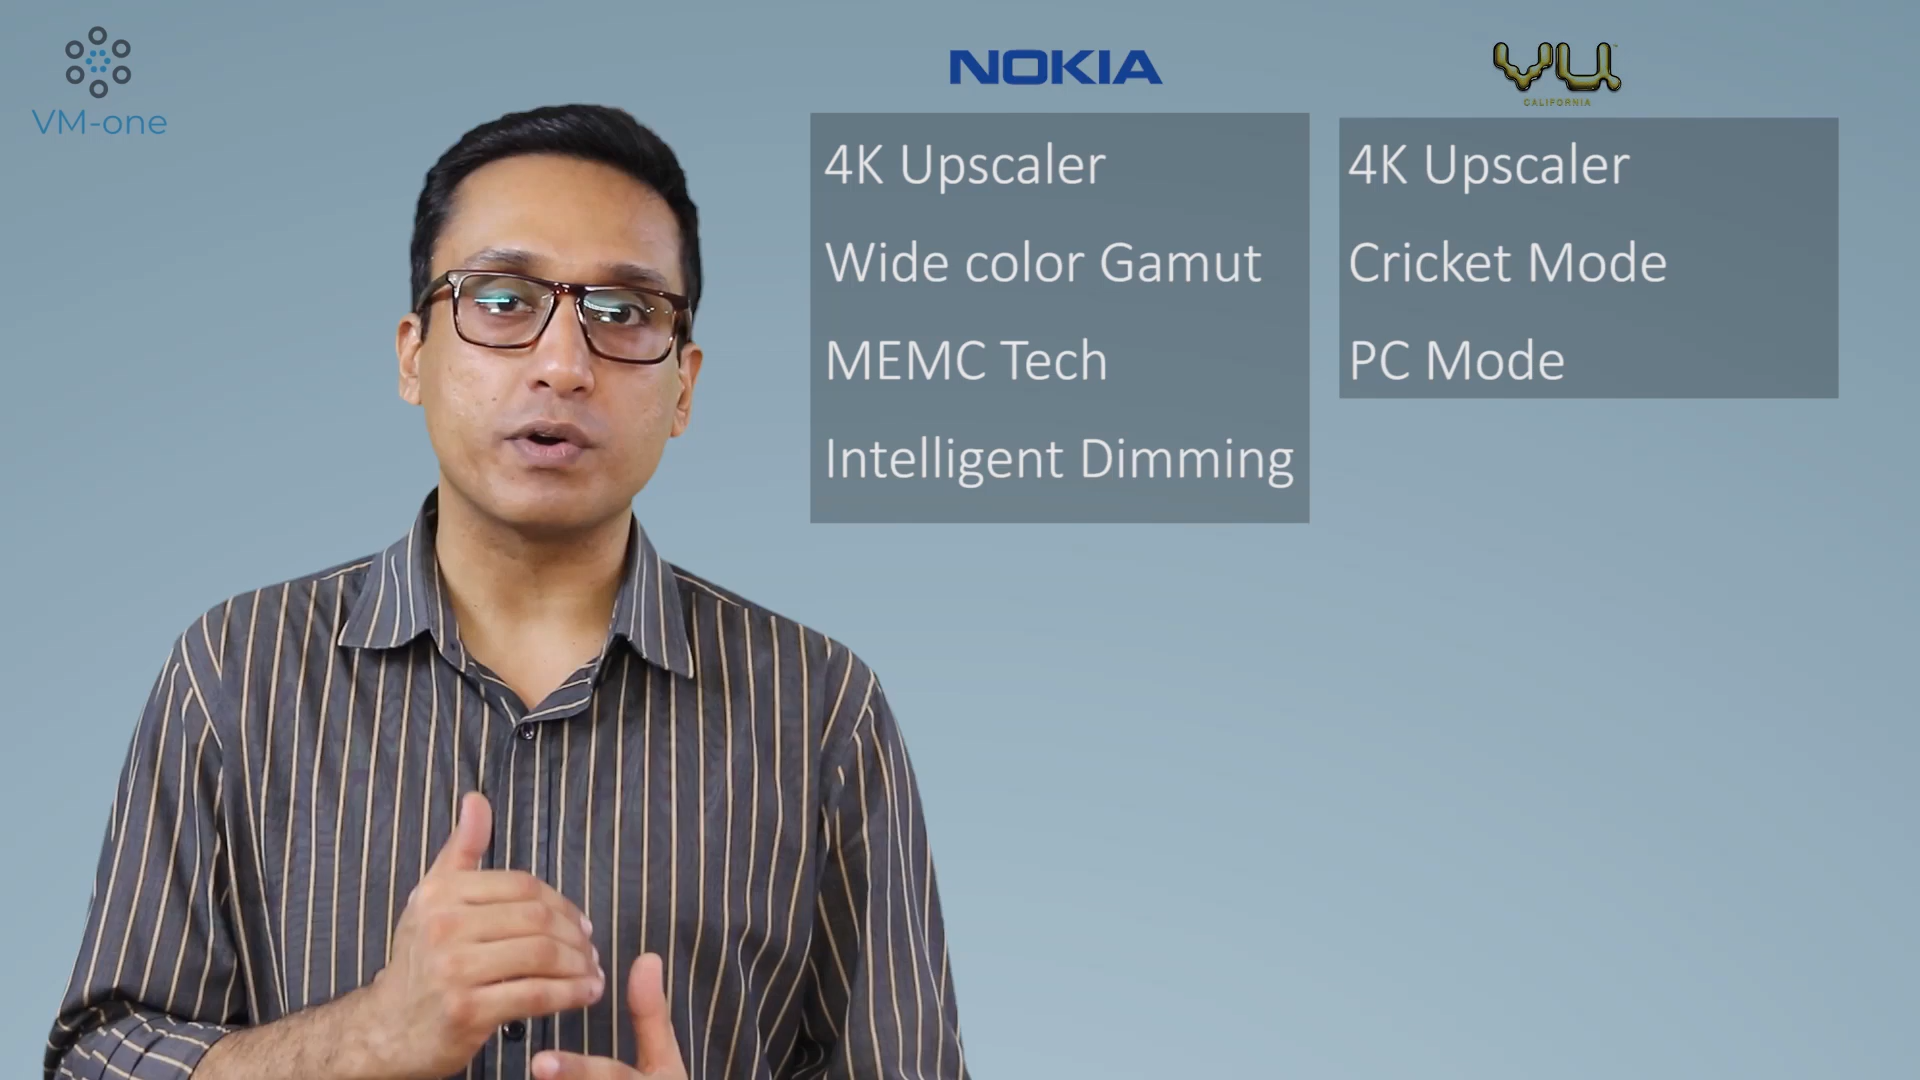 VM-one
NOKIA
4K Upscaler
Wide color Gamut
MEMC Tech
Intelligent Dimming
VU
CALIFORNIA
4K Upscaler
Cricket Mode
PC Mode